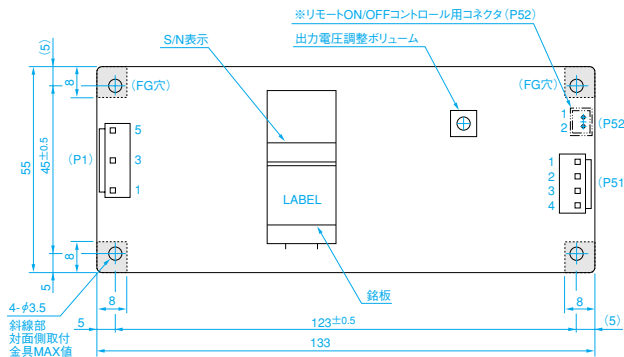 ※リモートON/OFFコントロール用コネクタ(P52)
S/N表示
出力電圧調整ボリューム
(5)
8
(FG穴)
(FG穴)
55
45±0.5
(P1)
5
3
1
1
2
(P52
1
2
3
4
(P51
LABEL
8
5
銘板
4-φ3.5
斜線部
対面側取付
金具MAX値
5
8
8
123±0.5
(5)
133